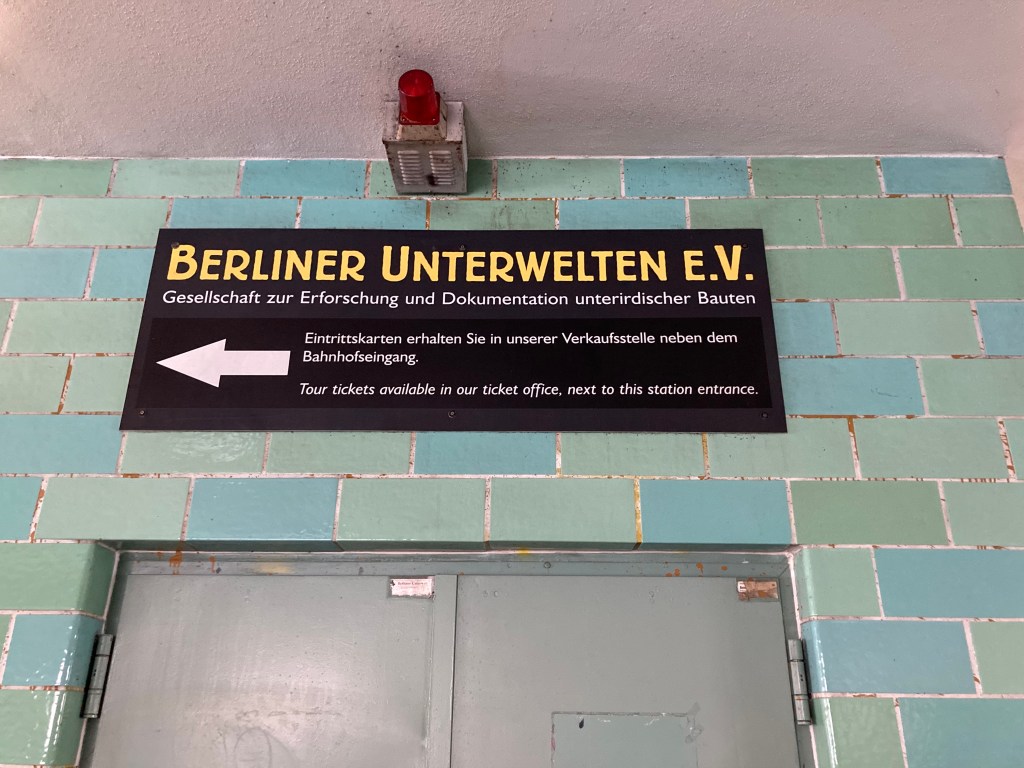 BERLINER UNTERWELTEN E.V.
Gesellschaft zur Erforschung und Dokumentation unterirdischer Bauten
Eintrittskarten erhalten Sie in unserer Verkaufsstelle neben dem
Bahnhofseingang.
Tour tickets available in our ticket office, next to this station entrance.